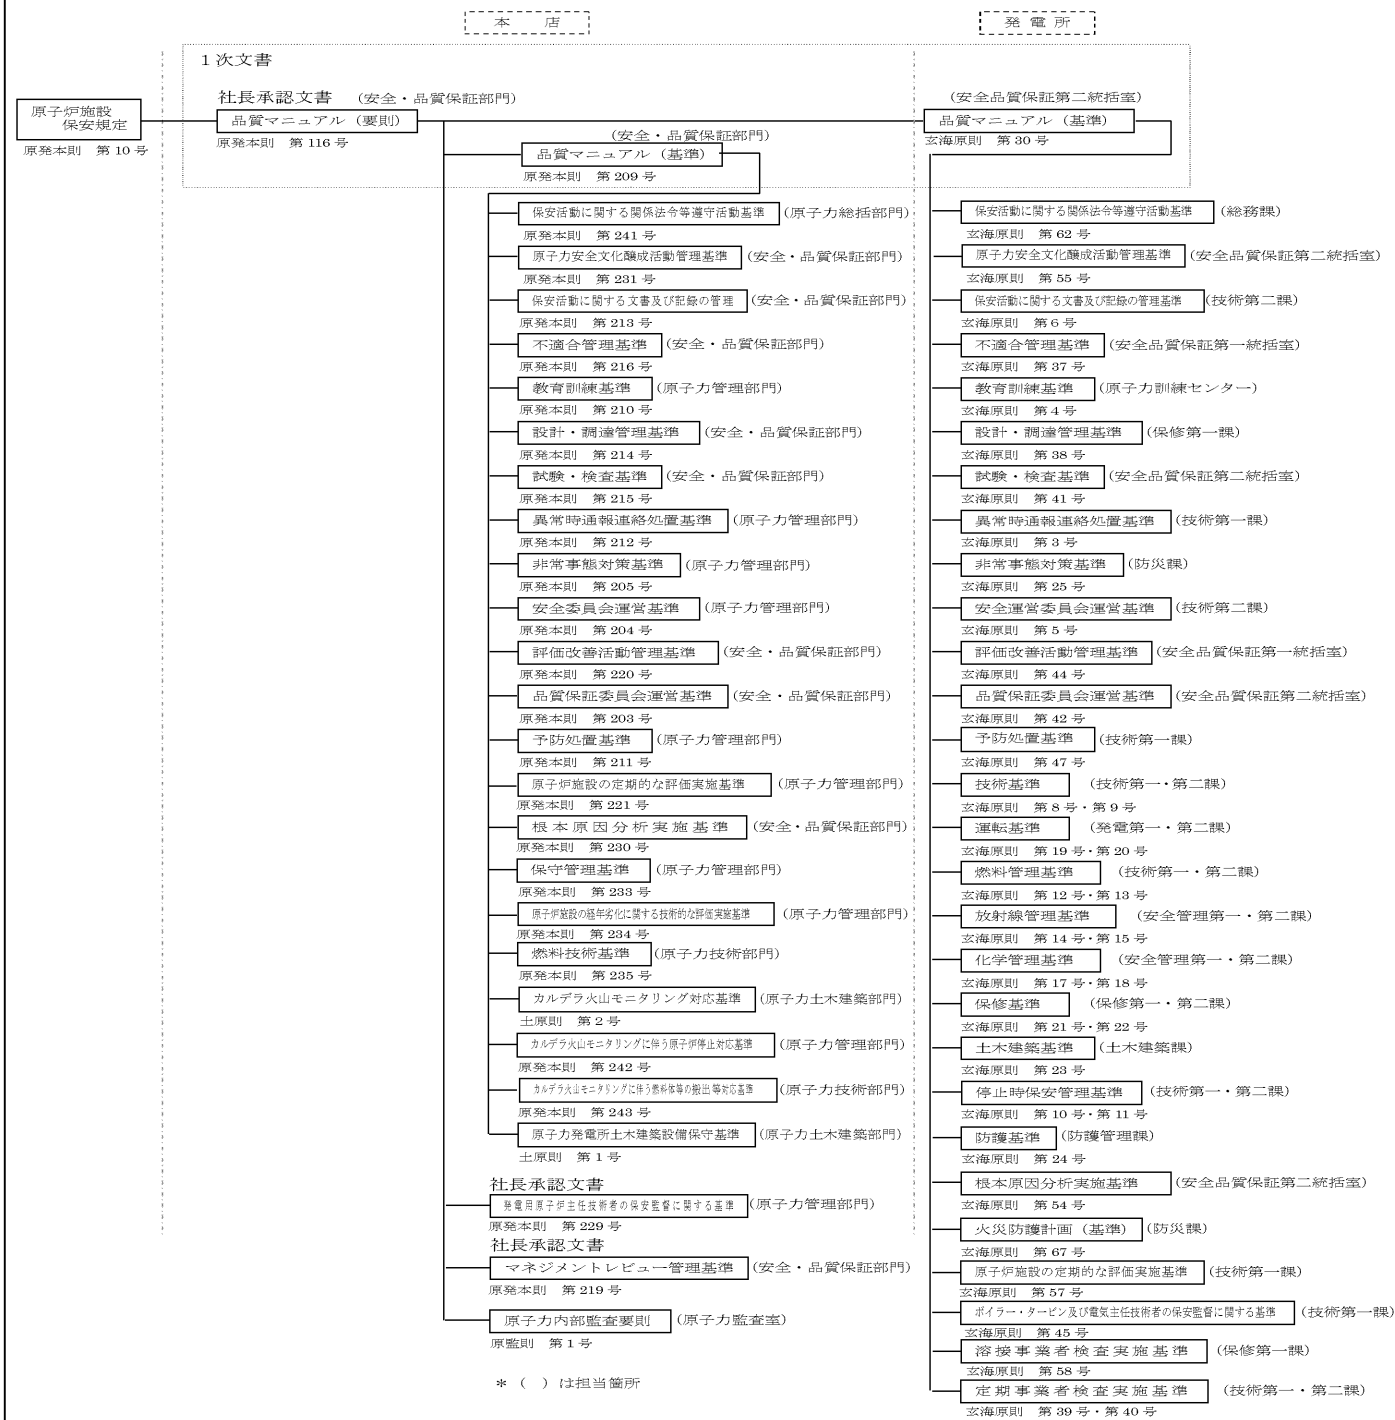 本　店
発 電 所
１次文書
原子炉施設
保安規定
原発本則　第 10 号
社長承認文書　(安全・品質保証部門)
品質マニュアル（要則）
原発本則　第 116 号
(安全・品質保証部門)
品質マニュアル（基準）
原発本則　第 209 号
保安活動に関する関係法令等遵守活動基準 (原子力総括部門)
原発本則　第 241 号
原子力安全文化醸成活動管理基準 (安全・品質保証部門)
原発本則　第 231 号
保安活動に関する文書及び記録の管理 (安全・品質保証部門)
原発本則　第 213 号
不適合管理基準 (安全・品質保証部門)
原発本則　第 216 号
教育訓練基準 (原子力管理部門)
原発本則　第 210 号
設計・調達管理基準 (安全・品質保証部門)
原発本則　第 214 号
試験・検査基準 (安全・品質保証部門)
原発本則　第 215 号
異常時通報連絡処置基準 (原子力管理部門)
原発本則　第 212 号
非常事態対策基準 (原子力管理部門)
原発本則　第 205 号
安全委員会運営基準 (原子力管理部門)
原発本則　第 204 号
評価改善活動管理基準 (安全・品質保証部門)
原発本則　第 220 号
品質保証委員会運営基準 (安全・品質保証部門)
原発本則　第 203 号
予防処置基準 (原子力管理部門)
原発本則　第 211 号
原子炉施設の定期的な評価実施基準 (原子力管理部門)
原発本則　第 221 号
根本原因分析実施基準 (安全・品質保証部門)
原発本則　第 230 号
保守管理基準 (原子力管理部門)
原発本則　第 233 号
原子炉施設の経年劣化に関する技術的な評価実施基準 (原子力管理部門)
原発本則　第 234 号
燃料技術基準 (原子力技術部門)
原発本則　第 235 号
カルデラ火山モニタリング対応基準 (原子力土木建築部門)
土原則　第 2 号
カルデラ火山モニタリングに伴う原子炉停止対応基準 (原子力管理部門)
原発本則　第 242 号
カルデラ火山モニタリングに伴う燃料体等の搬出等対応基準 (原子力技術部門)
原発本則　第 243 号
原子力発電所土木建築設備保守基準 (原子力土木建築部門)
土原則　第 1 号
社長承認文書
発電用原子炉主任技術者の保安監督に関する基準 (原子力管理部門)
原発本則　第 229 号
社長承認文書
マネジメントレビュー管理基準 (安全・品質保証部門)
原発本則　第 219 号
原子力内部監査要則 (原子力監査室)
原監則　第 1 号
＊（　）は担当箇所
(安全品質保証第二統括室)
品質マニュアル（基準）
玄海原則　第 30 号
保安活動に関する関係法令等遵守活動基準 (総務課)
玄海原則　第 62 号
原子力安全文化醸成活動管理基準 (安全品質保証第二統括室)
玄海原則　第 55 号
保安活動に関する文書及び記録の管理基準 (技術第二課)
玄海原則　第 6 号
不適合管理基準 (安全品質保証第一統括室)
玄海原則　第 37 号
教育訓練基準 (原子力訓練センター)
玄海原則　第 4 号
設計・調達管理基準 (保修第一課)
玄海原則　第 38 号
試験・検査基準 (安全品質保証第二統括室)
玄海原則　第 41 号
異常時通報連絡処置基準 (技術第一課)
玄海原則　第 3 号
非常事態対策基準 (防災課)
玄海原則　第 25 号
安全運営委員会運営基準 (技術第二課)
玄海原則　第 5 号
評価改善活動管理基準 (安全品質保証第一統括室)
玄海原則　第 44 号
品質保証委員会運営基準 (安全品質保証第二統括室)
玄海原則　第 42 号
予防処置基準 (技術第一課)
玄海原則　第 47 号
技術基準 (技術第一・第二課)
玄海原則　第 8 号・第 9 号
運転基準 (発電第一・第二課)
玄海原則　第 19 号・第 20 号
燃料管理基準 (技術第一・第二課)
玄海原則　第 12 号・第 13 号
放射線管理基準 (安全管理第一・第二課)
玄海原則　第 14 号・第 15 号
化学管理基準 (安全管理第一・第二課)
玄海原則　第 17 号・第 18 号
保修基準 (保修第一・第二課)
玄海原則　第 21 号・第 22 号
土木建築基準 (土木建築課)
玄海原則　第 23 号
停止時保安管理基準 (技術第一・第二課)
玄海原則　第 10 号・第 11 号
防護基準 (防護管理課)
玄海原則　第 24 号
根本原因分析実施基準 (安全品質保証第二統括室)
玄海原則　第 54 号
火災防護計画（基準） (防災課)
玄海原則　第 67 号
原子炉施設の定期的な評価実施基準 (技術第一課)
玄海原則　第 57 号
ボイラー・タービン及び電気主任技術者の保安監督に関する基準 (技術第一課)
玄海原則　第 45 号
溶接事業者検査実施基準 (保修第一課)
玄海原則　第 58 号
定期事業者検査実施基準 (技術第一・第二課)
玄海原則　第 39 号・第 40 号